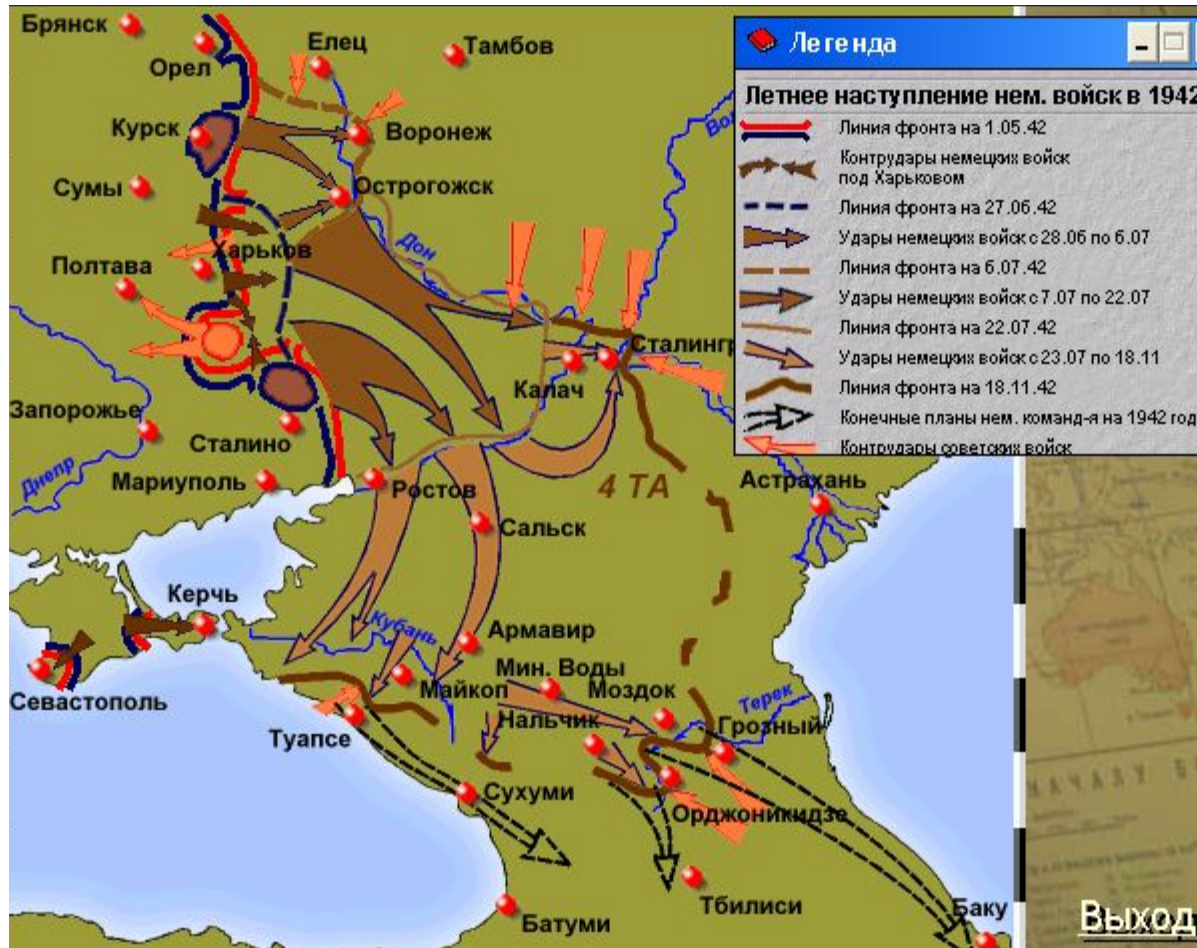 Брянск
Орел
Елец
Тамбов
Курск
Воронеж
Сумы
Острогожск
Харьков
Дон
Полтава
Сталингр
Калач
Запорожье
Сталино
Днепр
Мариуполь
Ростов
4 ТА
Астрахань
Сальск
Керчь
Кубань
Армавир
Мин. Воды
Севастополь
Майкоп
Моздок
Терек
Нальчик
Грозный
Туапсе
Сухуми
Орджоникидзе
Тбилиси
Батуми
Баку
Вол
Легенда
Летнее наступление нем. войск в 1942
Линия фронта на 1.05.42
Контрудары немецких войск
под Харьковом
Линия фронта на 27.06.42
Удары немецких войск с 28.06 по 6.07
Линия фронта на 6.07.42
Удары немецких войск с 7.07 по 22.07
Линия фронта на 22.07.42
Удары немецких войск с 23.07 по 18.11
Линия фронта на 18.11.42
Конечные планы нем. команд-я на 1942 год
Контрудары советских войск
НАЧАЛУ
Выход